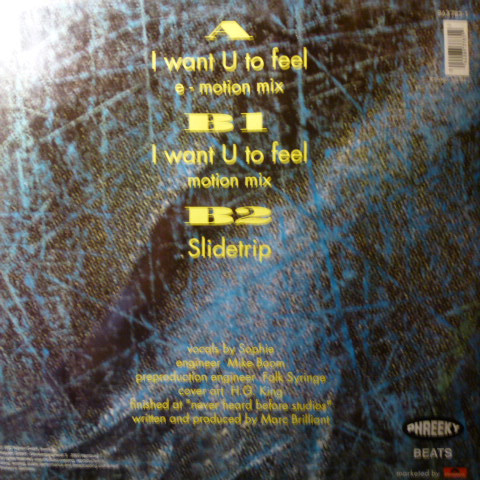 A
I want U to feel
e - motion mix
B1
I want U to feel
motion mix
B2
Slidetrip
vocals by Sophie
engineer Mike Baum
preproduction engineer Falk Syringe
cover art H.G. King
finished at "never heard before studios"
written and produced by Marc Brilliant
PHREEKY
BEATS
marketed by